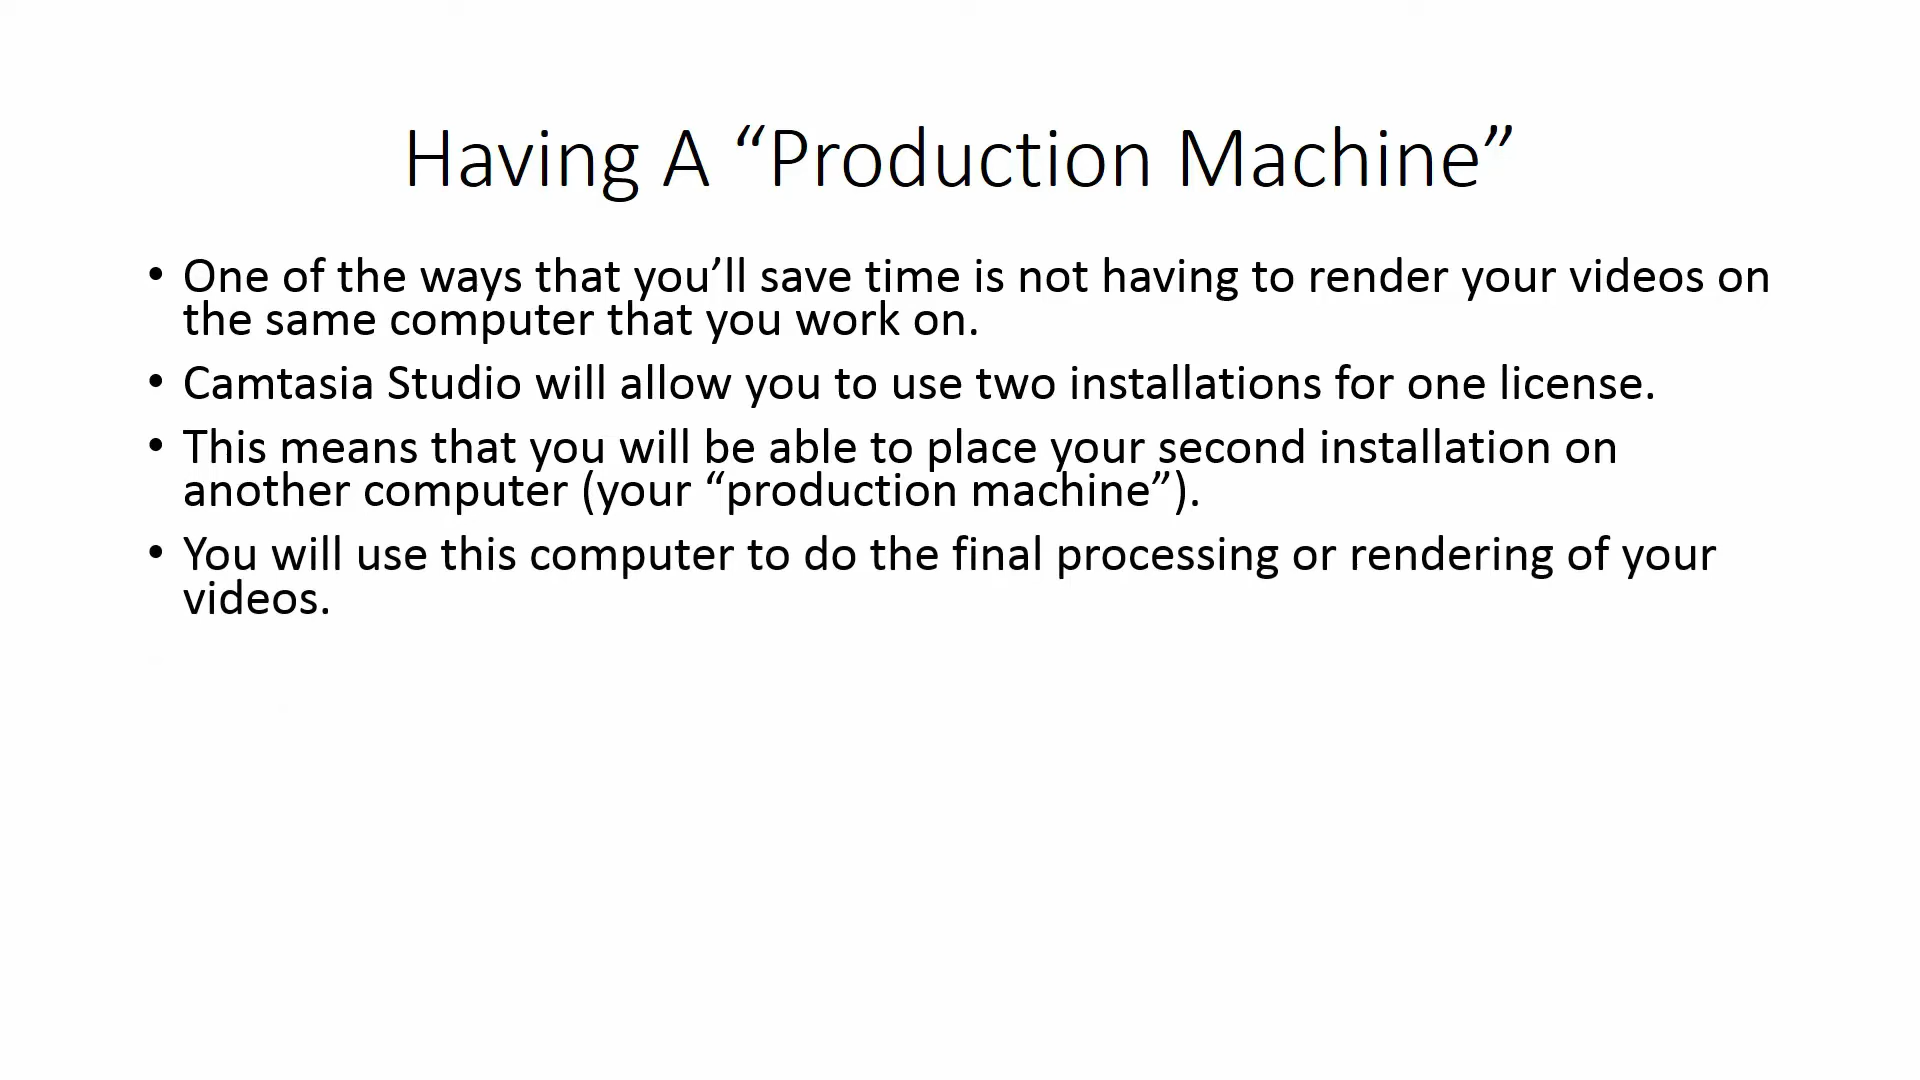 Having A “Production Machine”
• One of the ways that you’ll save time is not having to render your videos on
the same computer that you work on.
• Camtasia Studio will allow you to use two installations for one license.
• This means that you will be able to place your second installation on
another computer (your “production machine”).
• You will use this computer to do the final processing or rendering of your
videos.